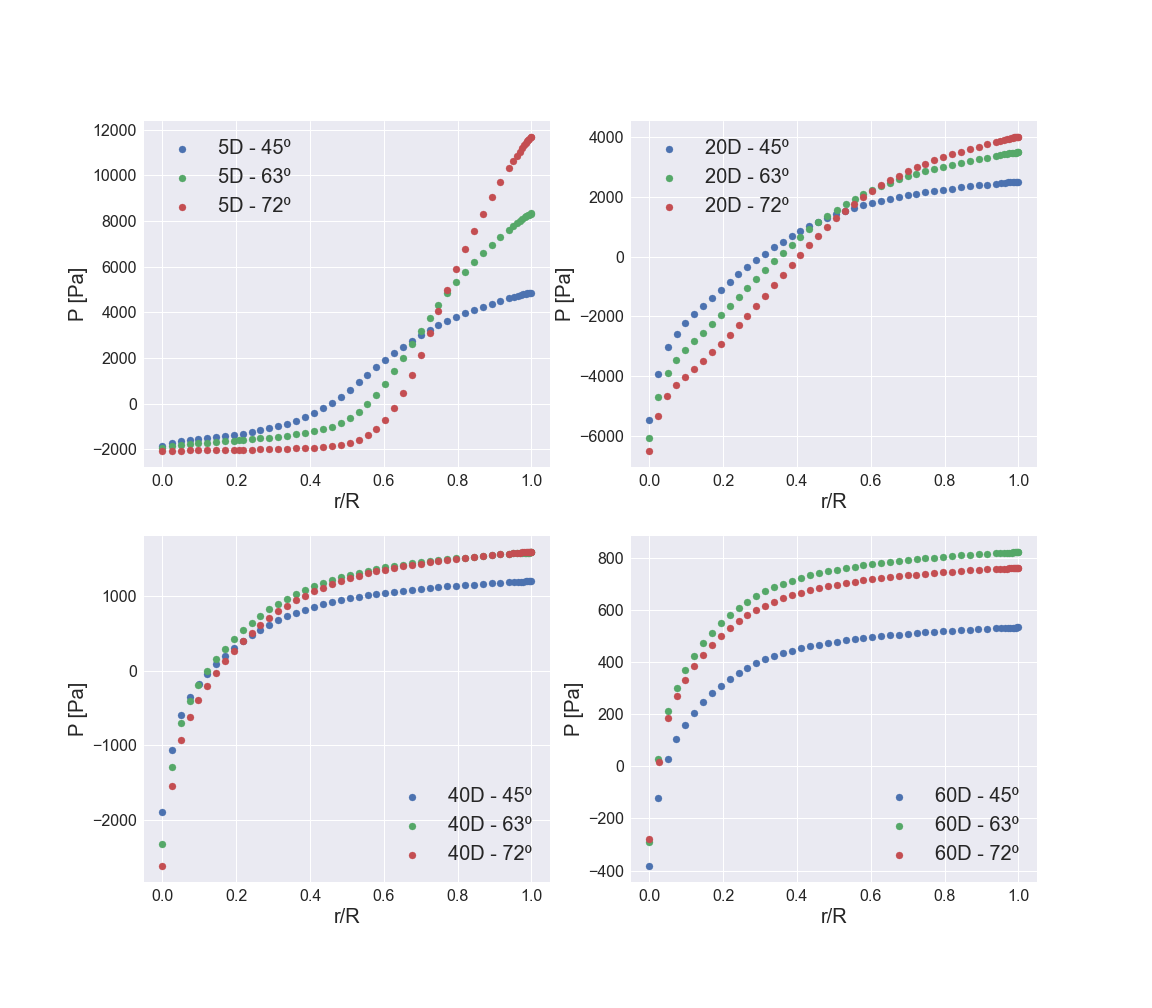 12000
10000
8000
6000
4000
2000
0
−2000
P [Pa]
5D - 45º
5D - 63º
5D - 72º
0.0 0.2 0.4 0.6 0.8 1.0
r/R
4000
2000
0
−2000
−4000
−6000
P [Pa]
20D - 45º
20D - 63º
20D - 72º
0.0 0.2 0.4 0.6 0.8 1.0
r/R
1000
0
−1000
−2000
P [Pa]
40D - 45º
40D - 63º
40D - 72º
0.0 0.2 0.4 0.6 0.8 1.0
r/R
800
600
400
200
0
−200
−400
P [Pa]
60D - 45º
60D - 63º
60D - 72º
0.0 0.2 0.4 0.6 0.8 1.0
r/R